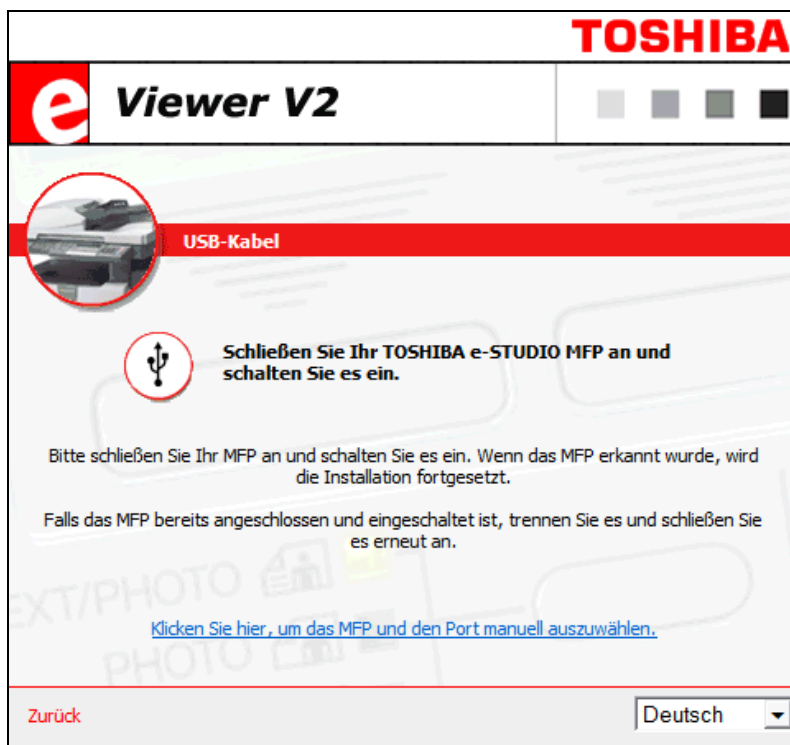 TOSHIBA
e Viewer V2
USB-Kabel
Schließen Sie Ihr TOSHIBA e-STUDIO MFP an und
schalten Sie es ein.
Bitte schließen Sie Ihr MFP an und schalten Sie es ein. Wenn das MFP erkannt wurde, wird
die Installation fortgesetzt.
Falls das MFP bereits angeschlossen und eingeschaltet ist, trennen Sie es und schließen Sie
es erneut an.
EXT/PHOTO
Klicken Sie hier, um das MFP und den Port manuell auszuwählen.
PHOTO
Zurück
Deutsch